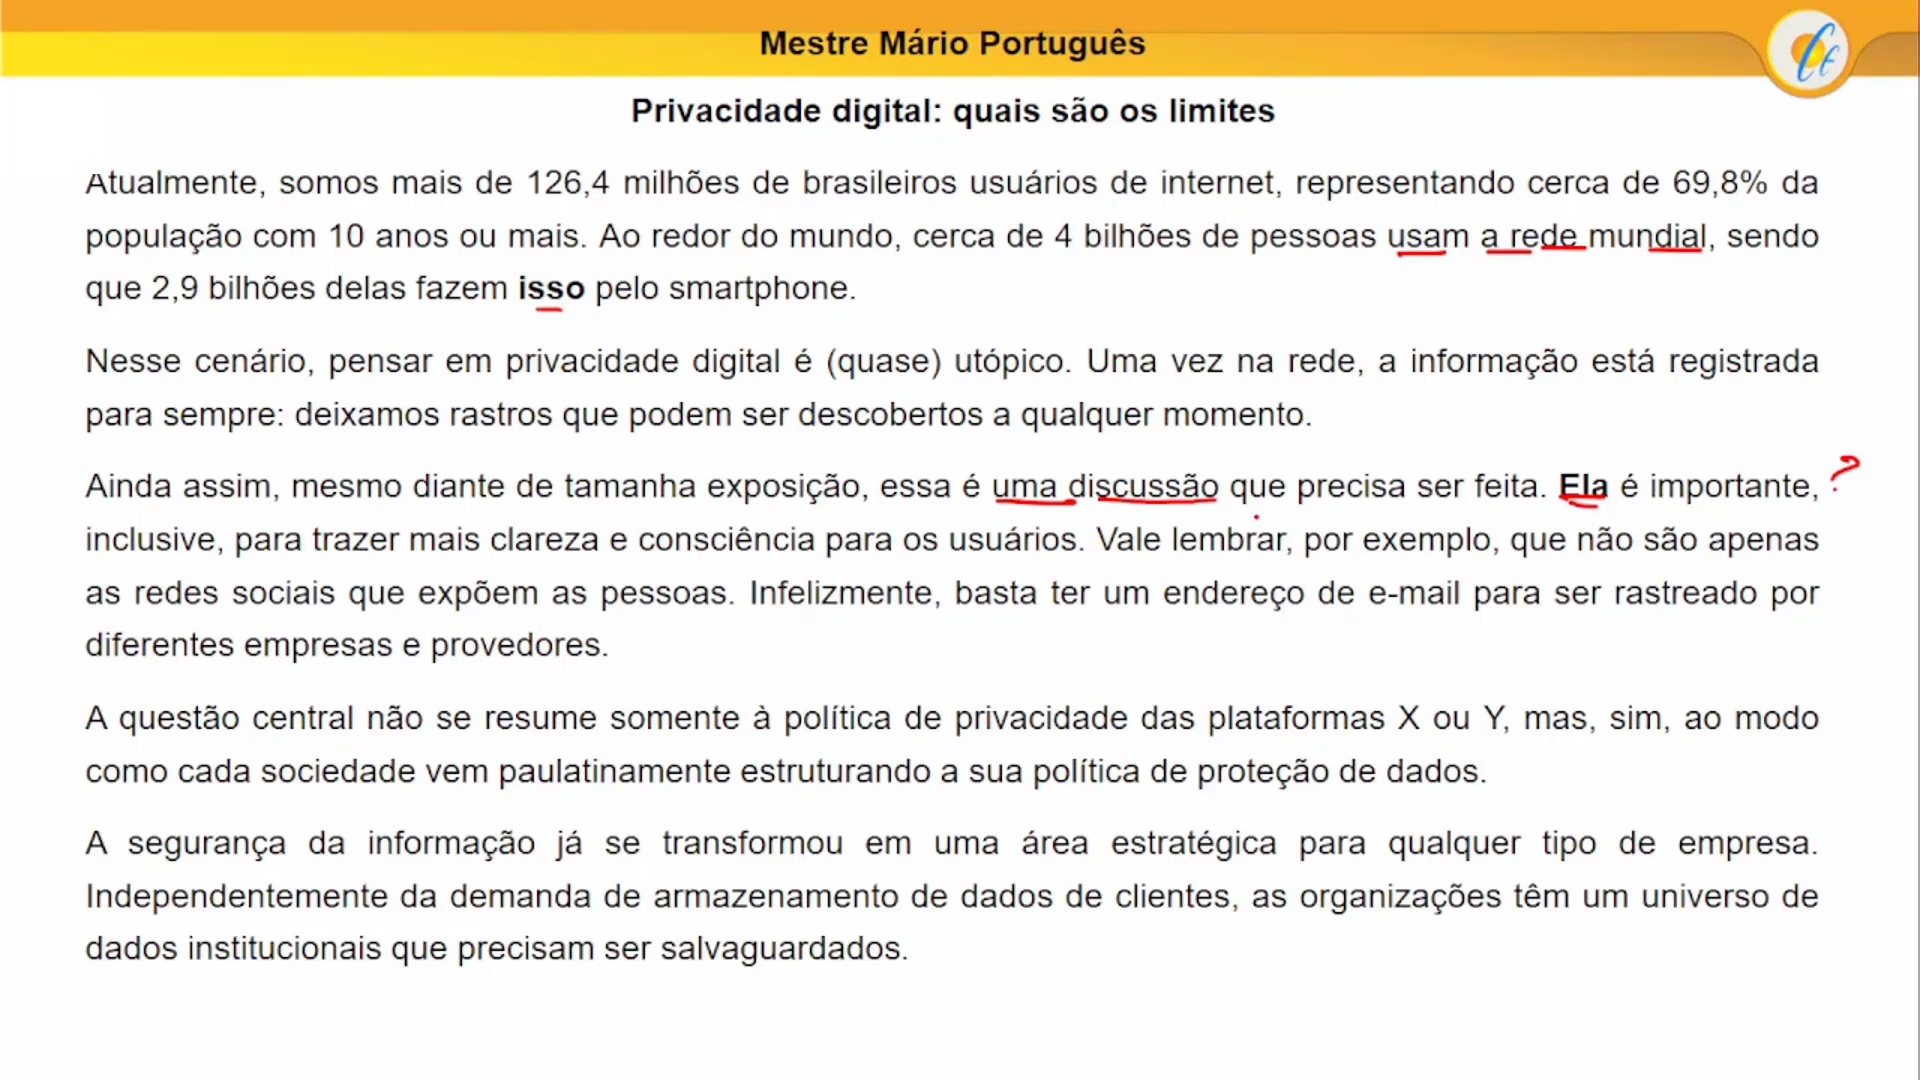 Mestre Mário Português
Privacidade digital: quais são os limites
Atualmente, somos mais de 126,4 milhões de brasileiros usuários de internet, representando cerca de 69,8% da
população com 10 anos ou mais. Ao redor do mundo, cerca de 4 bilhões de pessoas usam a rede mundial, sendo
que 2,9 bilhões delas fazem isso pelo smartphone.
Nesse cenário, pensar em privacidade digital é (quase) utópico. Uma vez na rede, a informação está registrada
para sempre: deixamos rastros que podem ser descobertos a qualquer momento.
Ainda assim, mesmo diante de tamanha exposição, essa é uma discussão que precisa ser feita. Ela é importante, ?
inclusive, para trazer mais clareza e consciência para os usuários. Vale lembrar, por exemplo, que não são apenas
as redes sociais que expõem as pessoas. Infelizmente, basta ter um endereço de e-mail para ser rastreado por
diferentes empresas e provedores.
A questão central não se resume somente à política de privacidade das plataformas X ou Y, mas, sim, ao modo
como cada sociedade vem paulatinamente estruturando a sua política de proteção de dados.
A segurança da informação já se transformou em uma área estratégica para qualquer tipo de empresa.
Independentemente da demanda de armazenamento de dados de clientes, as organizações têm um universo de
dados institucionais que precisam ser salvaguardados.